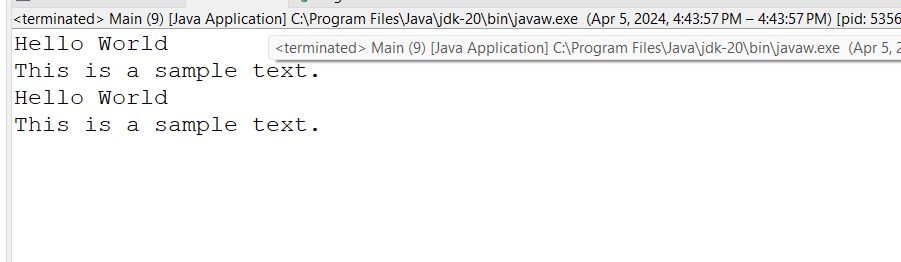 <terminated> Main (9) [Java Application] C:\Program Files\Java\jdk-20\bin\javaw.exe (Apr 5, 2024, 4:43:57 PM – 4:43:57 PM) [pid: 5356
Hello World
<terminated> Main (9) [Java Application] C:\Program Files\Java\jdk-20\bin\javaw.exe (Apr 5, 2
This is a sample text.
Hello World
This is a sample text.